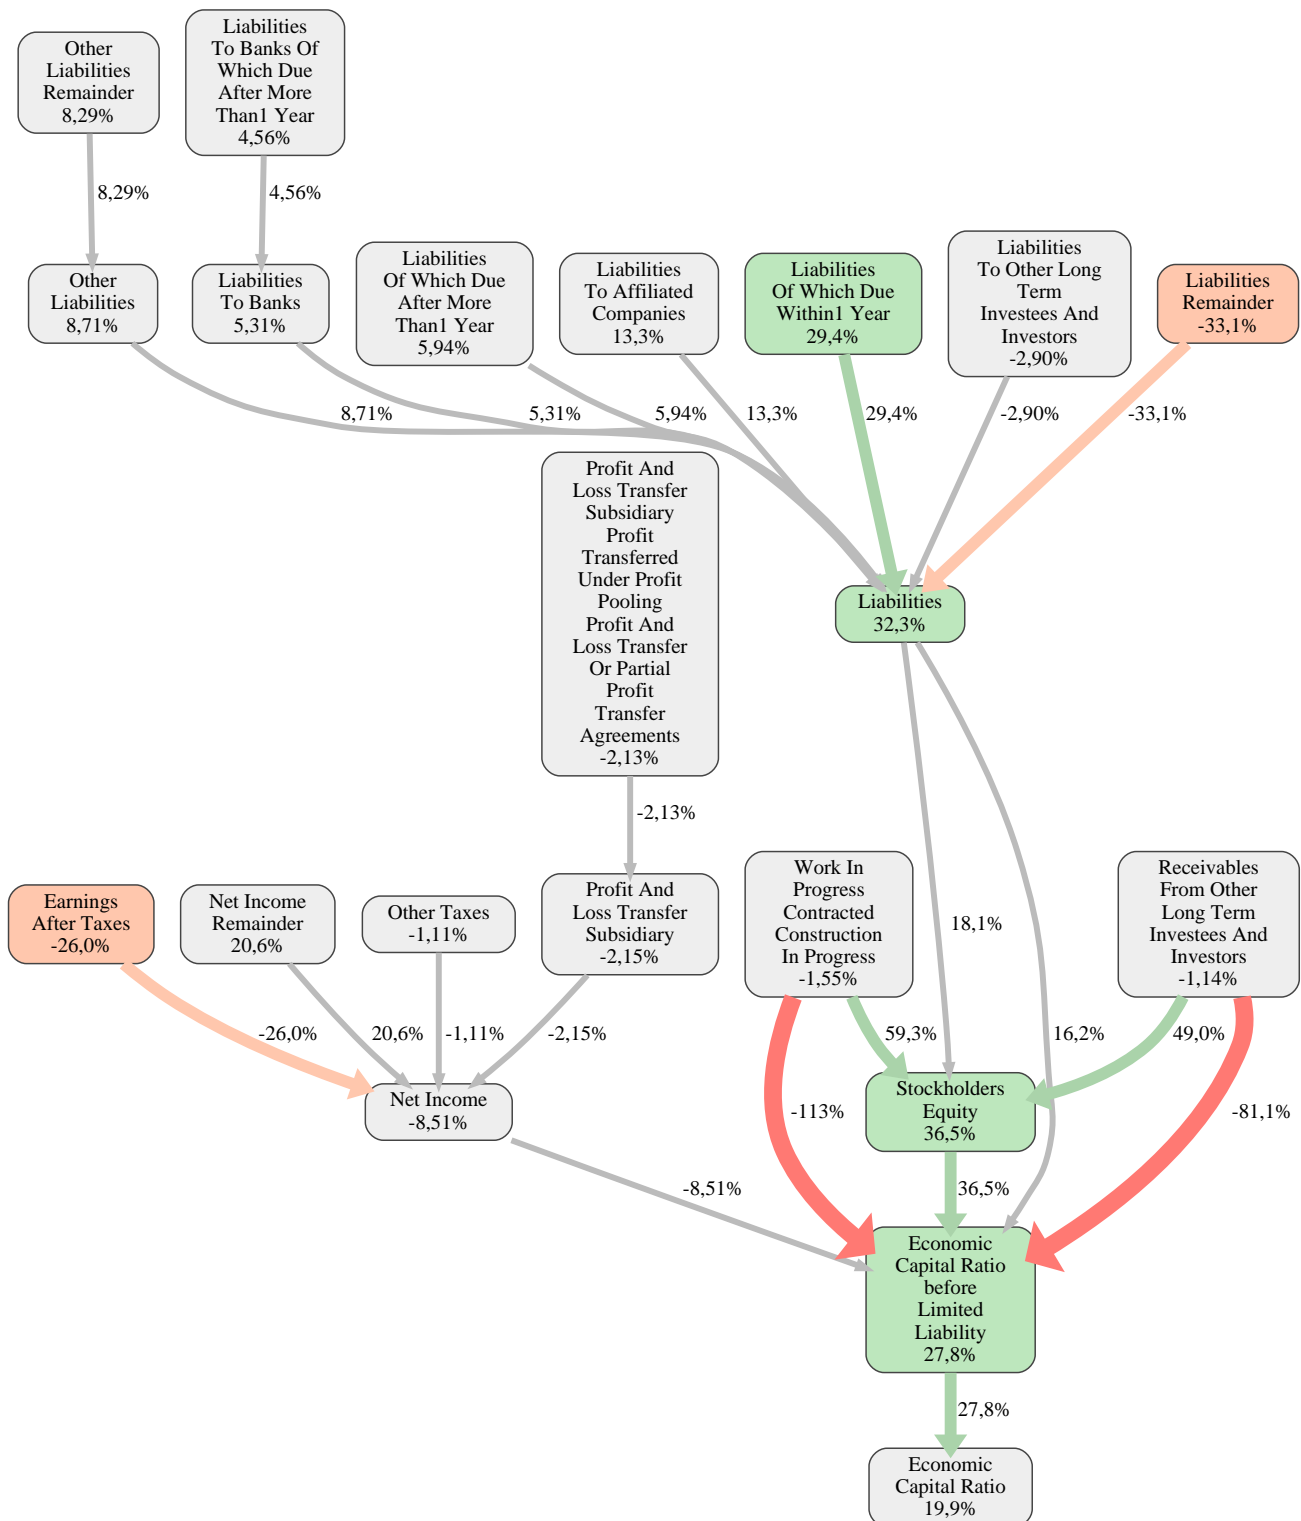 Other
Liabilities
Remainder
8,29%
Liabilities
To Banks Of
Which Due
After More
Than1 Year
4,56%
8,29%
4,56%
Other
Liabilities
8,71%
Liabilities
To Banks
5,31%
Liabilities
Of Which Due
After More
Than1 Year
5,94%
Liabilities
To Affiliated
Companies
13,3%
Liabilities
Of Which Due
Within1 Year
29,4%
Liabilities
To Other Long
Term
Investees And
Investors
-2,90%
Liabilities
Remainder
-33,1%
8,71%
5,31%
5,94%
13,3%
29,4%
-2,90%
-33,1%
Profit And
Loss Transfer
Subsidiary
Profit
Transferred
Under Profit
Pooling
Profit And
Loss Transfer
Or Partial
Profit
Transfer
Agreements
-2,13%
Liabilities
32,3%
-2,13%
Earnings
After Taxes
-26,0%
Net Income
Remainder
20,6%
Other Taxes
-1,11%
Profit And
Loss Transfer
Subsidiary
-2,15%
Work In
Progress
Contracted
Construction
In Progress
-1,55%
18,1%
Receivables
From Other
Long Term
Investees And
Investors
-1,14%
-26,0%
20,6%
-1,11%
-2,15%
59,3%
16,2%
49,0%
Net Income
-8,51%
-113%
Stockholders
Equity
36,5%
-81,1%
-8,51%
36,5%
Economic
Capital Ratio
before
Limited
Liability
27,8%
27,8%
Economic
Capital Ratio
19,9%